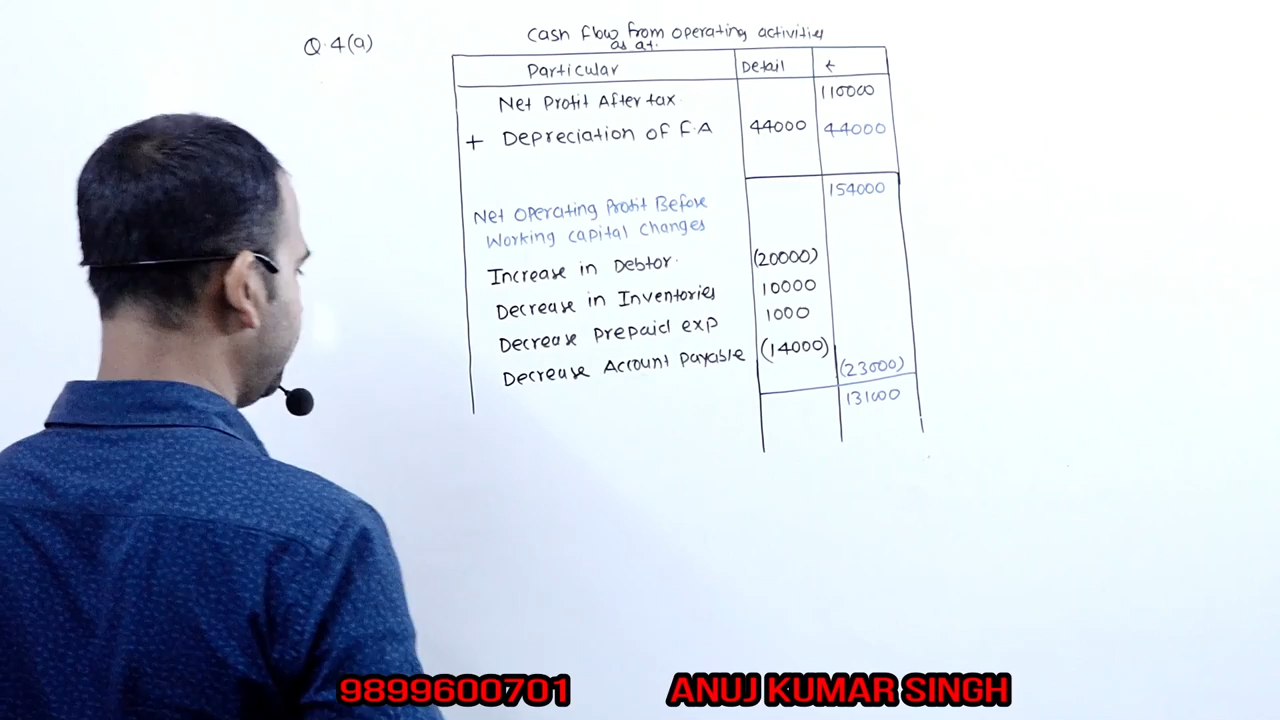 Q.4(a)
Cash flow from operating activities
as at.
Particular Detail ₹
Net Profit After tax. 110000
+ Depreciation of F.A 44000 44000
154000
Net Operating Profit Before
Working capital changes
Increase in Debtor. (20000)
Decrease in Inventories 10000
Decrease Prepaid exp 1000
Decrease Account Payable (14000)
(23000)
131000
9899600701 ANUJ KUMAR SINGH